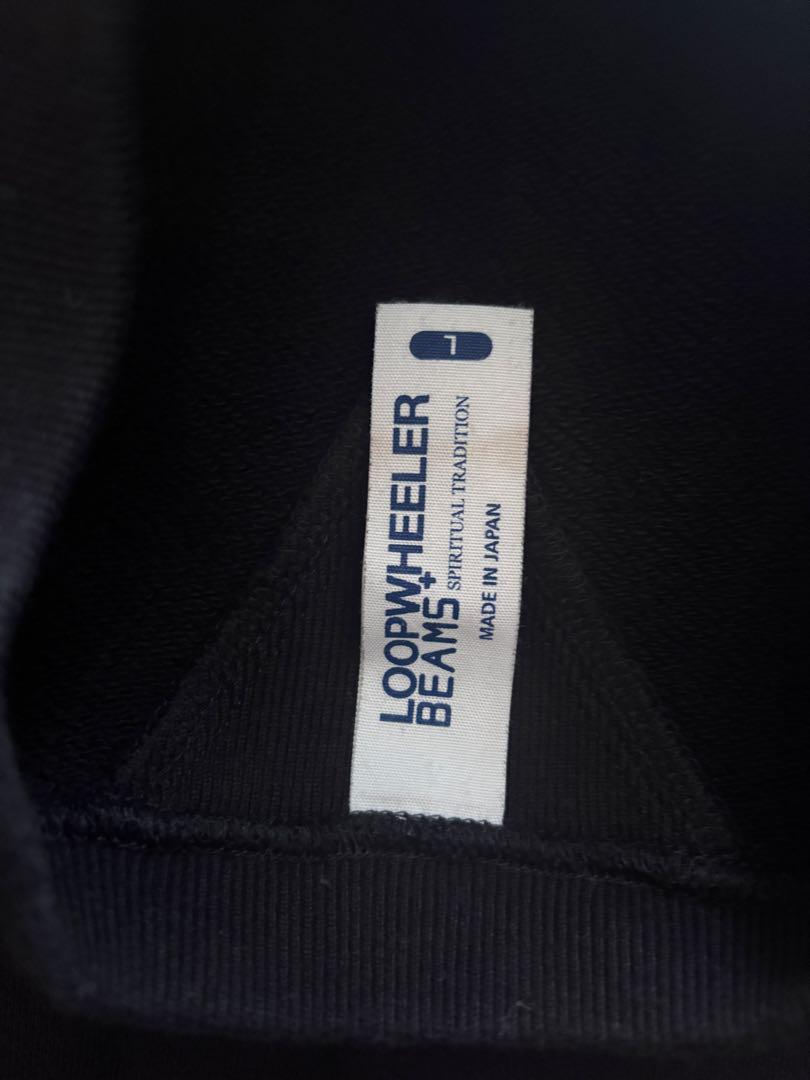 L
LOOPWHEELER
BEAMS+
SPIRITUAL TRADITION
MADE IN JAPAN